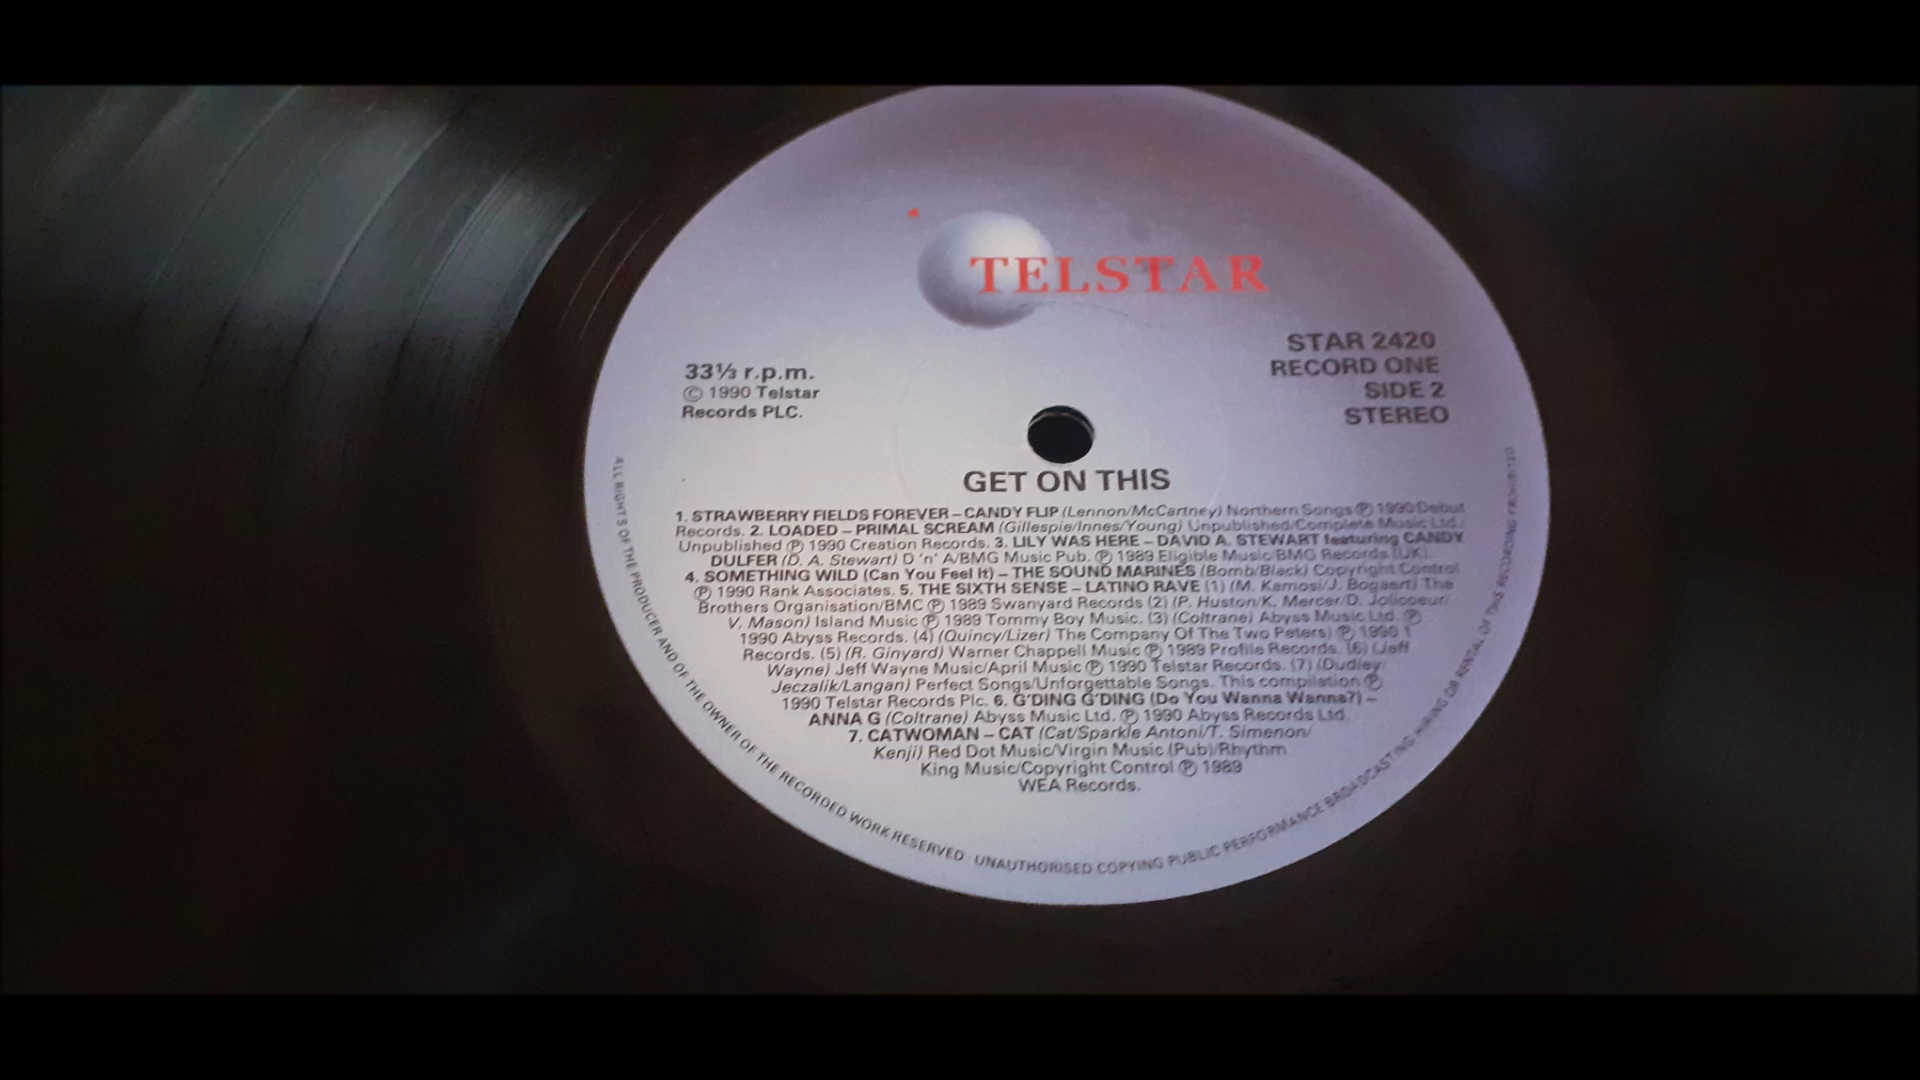 TELSTAR
33⅓ r.p.m.
© 1990 Telstar
Records PLC.
STAR 2420
RECORD ONE
SIDE 2
STEREO
GET ON THIS
1. STRAWBERRY FIELDS FOREVER – CANDY FLIP (Lennon/McCartney) Northern Songs ℗ 1990 Debut
Records. 2. LOADED – PRIMAL SCREAM (Gillespie/Innes/Young) Unpublished/Complete Music Ltd./
Unpublished ℗ 1990 Creation Records. 3. LILY WAS HERE – DAVID A. STEWART featuring CANDY
DULFER (D. A. Stewart) D 'n' A/BMG Music Pub. ℗ 1989 Eligible Music/BMG Records (UK).
4. SOMETHING WILD (Can You Feel It) – THE SOUND MARINES (Bomb/Black) Copyright Control
℗ 1990 Rank Associates. 5. THE SIXTH SENSE – LATINO RAVE (1) (M. Kamosi/J. Bogaert) The
Brothers Organisation/BMC ℗ 1989 Swanyard Records (2) (P. Huston/K. Mercer/D. Jolicoeur/
V. Mason) Island Music ℗ 1989 Tommy Boy Music. (3) (Coltrane) Abyss Music Ltd. ℗
1990 Abyss Records. (4) (Quincy/Lizer) The Company Of The Two Peters) ℗ 1990 1
Records. (5) (R. Ginyard) Warner Chappell Music ℗ 1989 Profile Records. (6) (Jeff
Wayne) Jeff Wayne Music/April Music ℗ 1990 Telstar Records. (7) (Dudley/
Jeczalik/Langan) Perfect Songs/Unforgettable Songs. This compilation ℗
1990 Telstar Records Plc. 6. G'DING G'DING (Do You Wanna Wanna?) –
ANNA G (Coltrane) Abyss Music Ltd. ℗ 1990 Abyss Records Ltd.
7. CATWOMAN – CAT (Cat/Sparkle Antoni/T. Simenon/
Kenji) Red Dot Music/Virgin Music (Pub)/Rhythm
King Music/Copyright Control ℗ 1989
WEA Records.
ALL RIGHTS OF THE PRODUCER AND OF THE OWNER OF THE RECORDED WORK RESERVED · UNAUTHORISED COPYING PUBLIC PERFORMANCE BROADCASTING HIRING OR RENTAL OF THIS RECORDING PROHIBITED